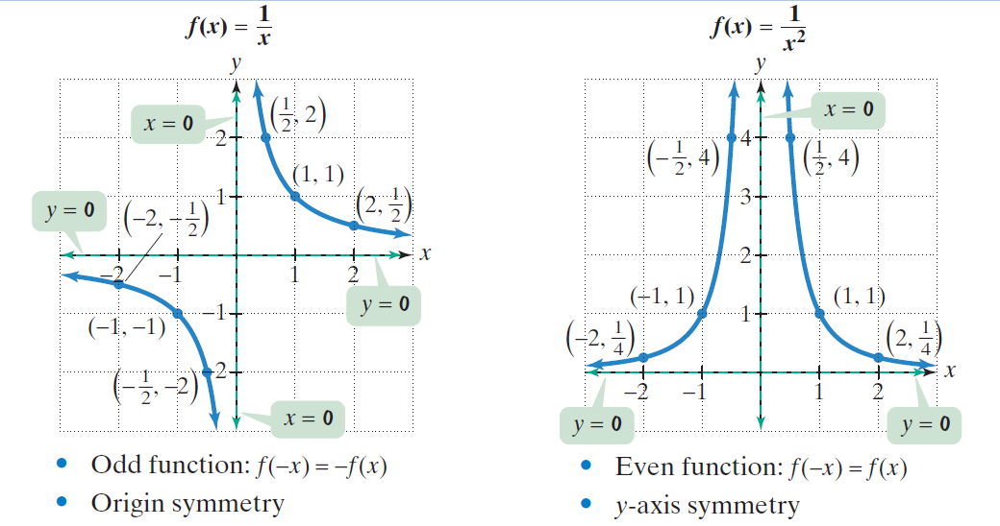 f(x) = 1/x
y
x = 0
(1/2, 2)
2
(1, 1)
1
(2, 1/2)
y = 0
(−2, −1/2)
x
−2
−1
1
2
y = 0
−1
(−1, −1)
(−1/2, −2)
−2
x = 0
• Odd function: f(−x) = −f(x)
• Origin symmetry
f(x) = 1/x²
y
x = 0
4
(−1/2, 4)
(1/2, 4)
3
2
(−1, 1)
1
(1, 1)
(−2, 1/4)
(2, 1/4)
x
−2
−1
1
2
y = 0
y = 0
• Even function: f(−x) = f(x)
• y-axis symmetry